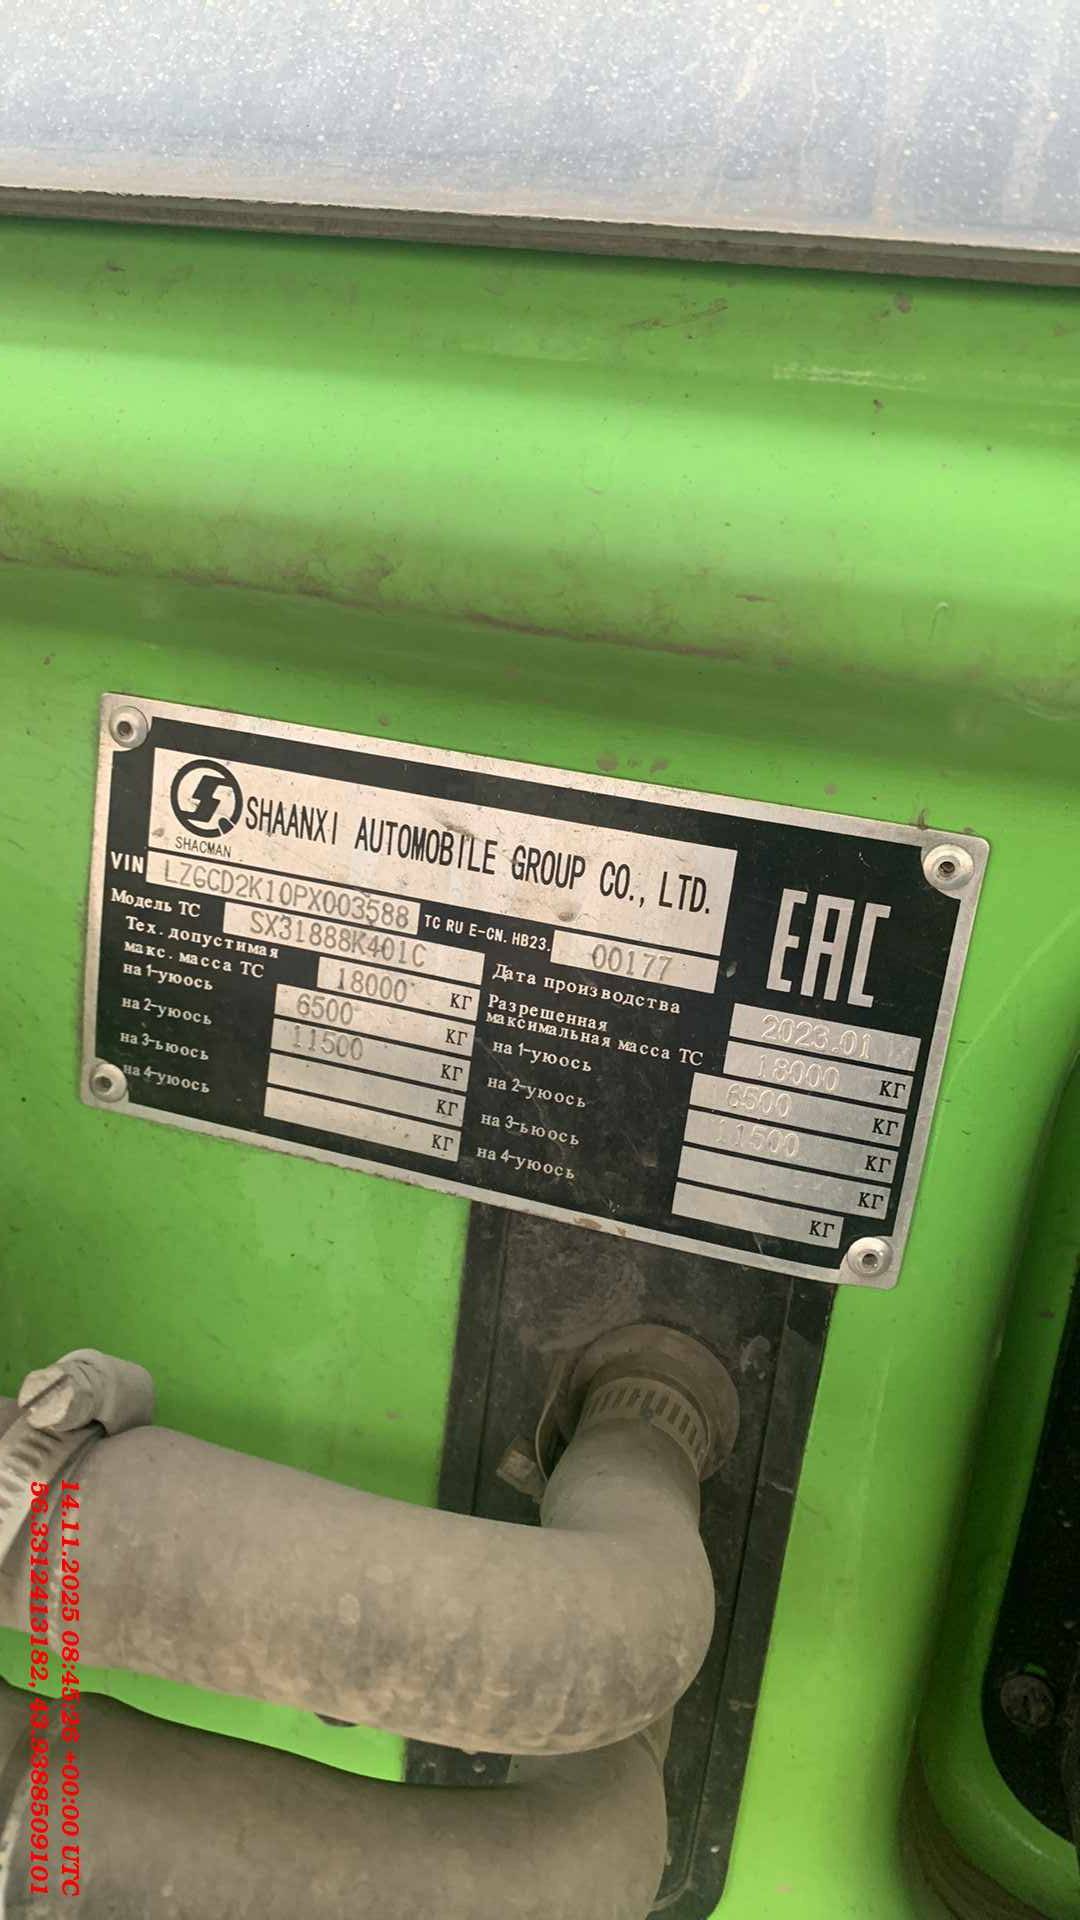 SHACMAN
SHAANXI AUTOMOBILE GROUP CO., LTD.
VIN LZGCD2K10PX003588 TC RU E-CN. HB23. 00177
EAC
Модель ТС SX31888K401C
Тех. допустимая
макс. масса ТС 18000 КГ
на 1-уюось 6500 КГ
на 2-уюось 11500 КГ
на 3-ьюось КГ
на 4-уюось КГ
Дата производства 2023.01
Разрешенная
максимальная масса ТС 18000 КГ
на 1-уюось 6500 КГ
на 2-уюось 11500 КГ
на 3-ьюось КГ
на 4-уюось КГ
14.11.2025 08:45:26 +00:00 UTC
56.3312413182, 43.9388509101